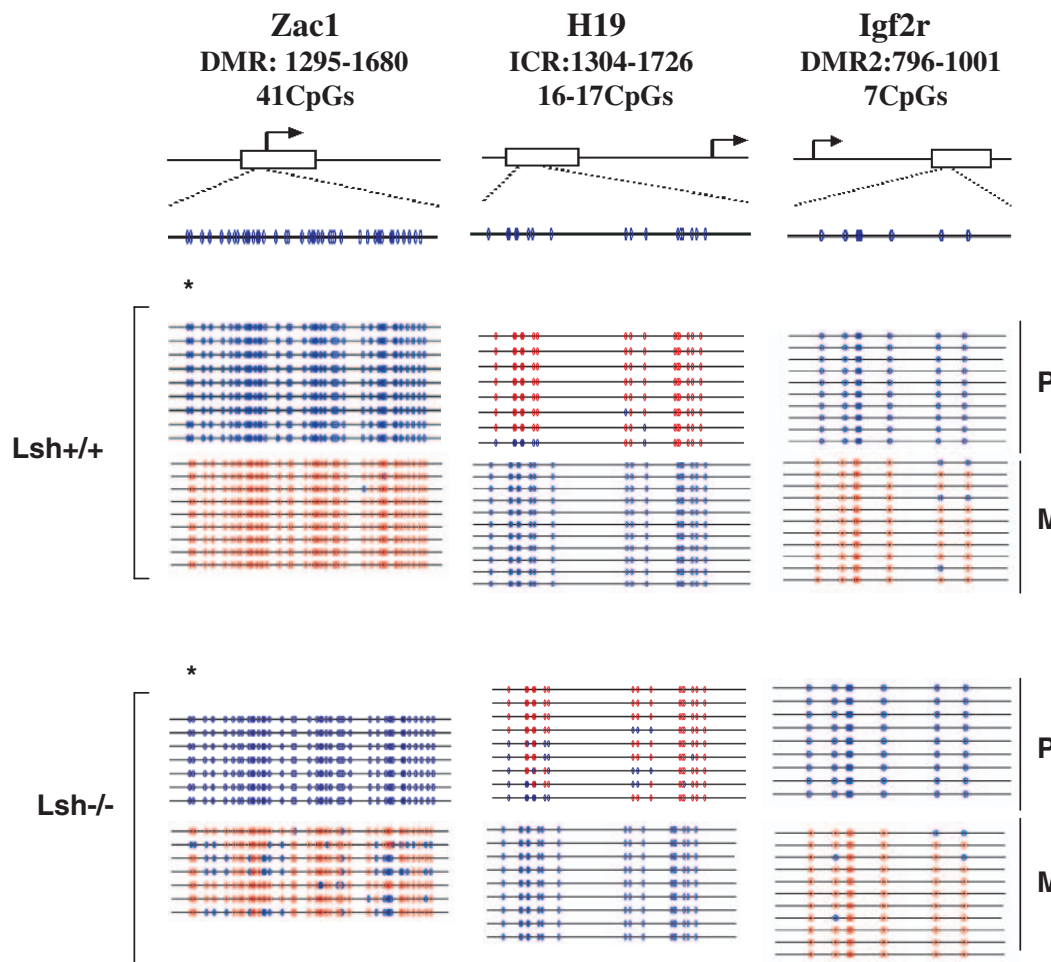 Zac1
DMR: 1295-1680
41CpGs
H19
ICR:1304-1726
16-17CpGs
Igf2r
DMR2:796-1001
7CpGs
*
Lsh+/+
P
M
*
Lsh-/-
P
M